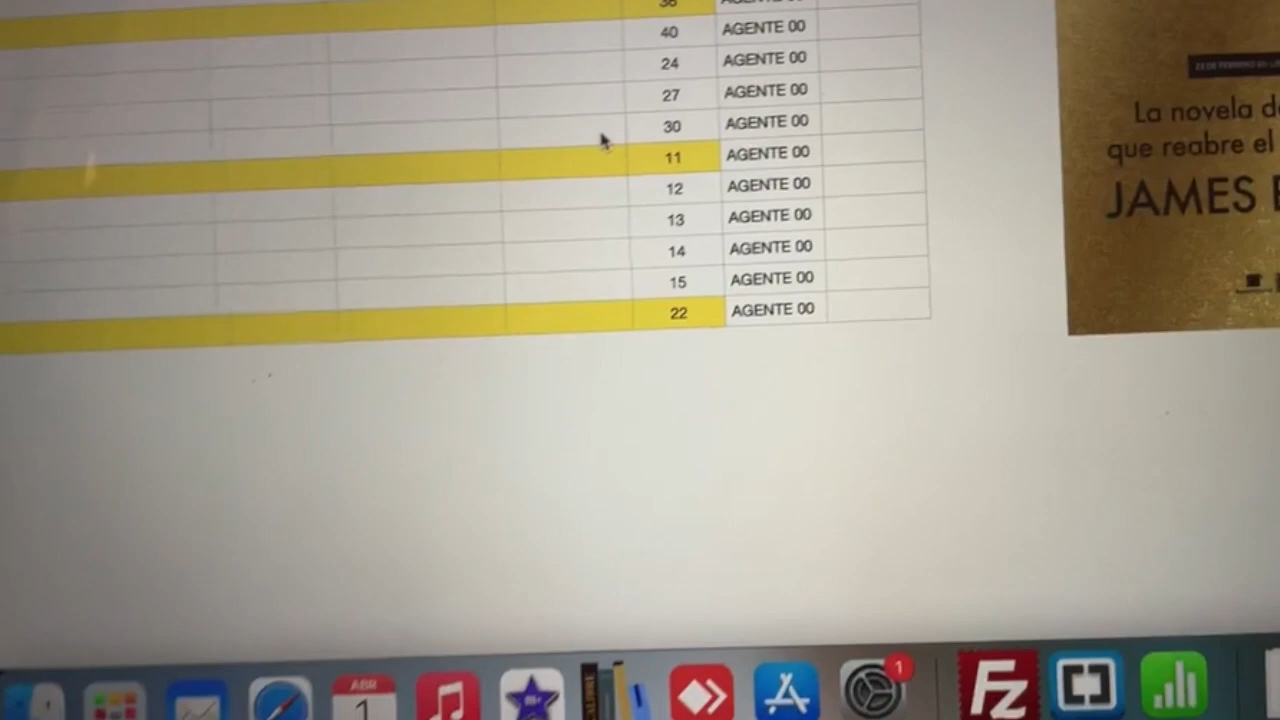 40 AGENTE 00
24 AGENTE 00
27 AGENTE 00
30 AGENTE 00
11 AGENTE 00
12 AGENTE 00
13 AGENTE 00
14 AGENTE 00
15 AGENTE 00
22 AGENTE 00
La novela d
que reabre el
JAMES
ABR
1
1
Fz